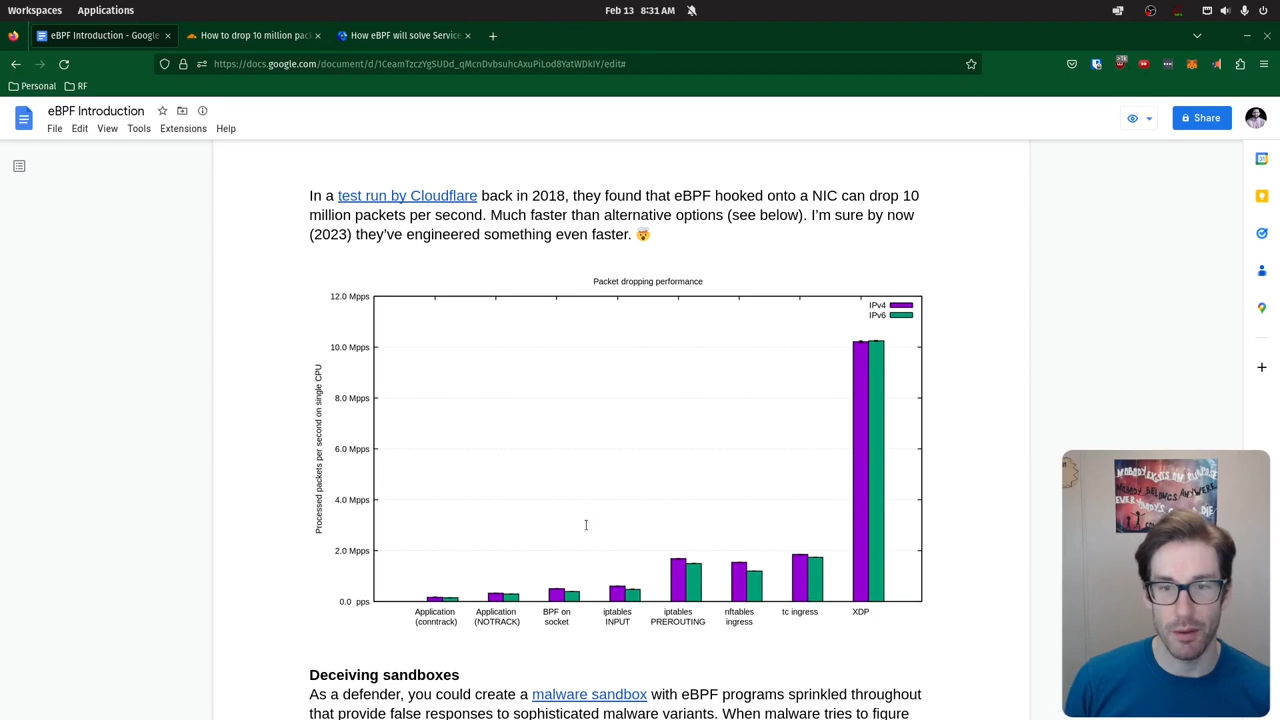 Workspaces Applications Feb 13 8:31 AM
eBPF Introduction - Google How to drop 10 million pack How eBPF will solve Service
https://docs.google.com/document/d/1CeamTzczYgSUDd_qMcnDvbsuhcAxuPiLod8YatWDkIY/edit#
Personal RF
eBPF Introduction
File Edit View Tools Extensions Help
Share
In a test run by Cloudflare back in 2018, they found that eBPF hooked onto a NIC can drop 10
million packets per second. Much faster than alternative options (see below). I'm sure by now
(2023) they've engineered something even faster. 🤯
Packet dropping performance
12.0 Mpps
10.0 Mpps
8.0 Mpps
6.0 Mpps
4.0 Mpps
2.0 Mpps
0.0 pps
Processed packets per second on single CPU
IPv4
IPv6
Application (conntrack)
Application (NOTRACK)
BPF on socket
iptables INPUT
iptables PREROUTING
nftables ingress
tc ingress
XDP
Deceiving sandboxes
As a defender, you could create a malware sandbox with eBPF programs sprinkled throughout
that provide false responses to sophisticated malware variants. When malware tries to figure